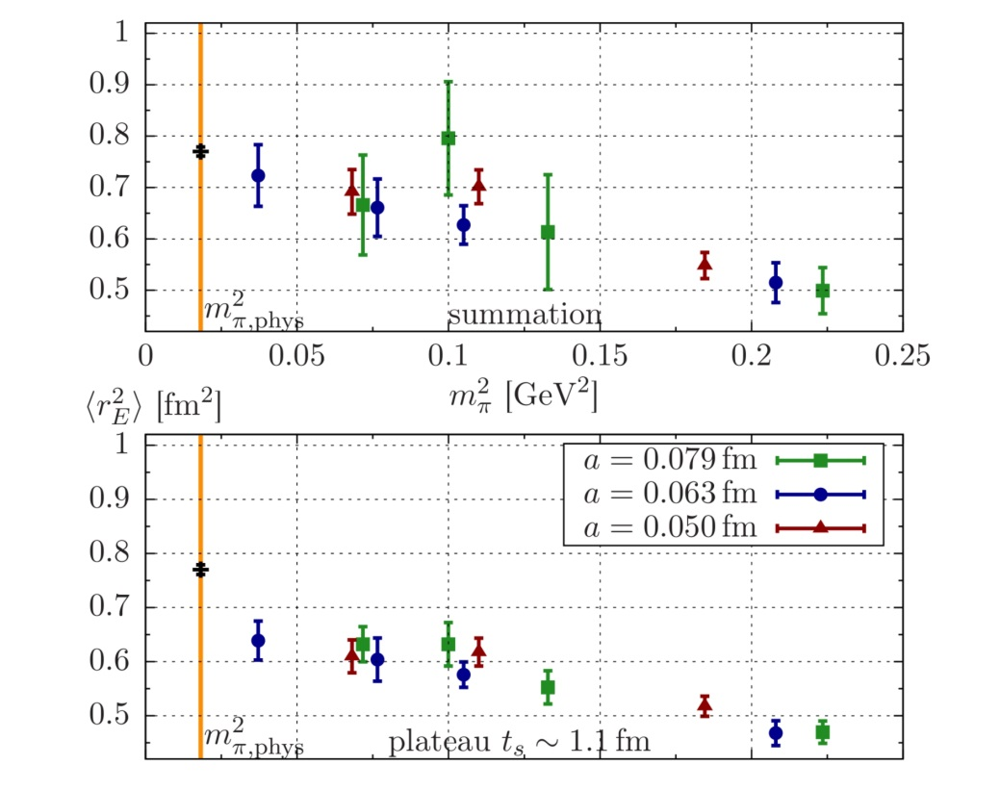 1
0.9
0.8
0.7
0.6
0.5
m²π,phys
summation
0 0.05 0.1 0.15 0.2 0.25
m²π [GeV²]
⟨r²E⟩ [fm²]
1
0.9
0.8
0.7
0.6
0.5
a = 0.079 fm
a = 0.063 fm
a = 0.050 fm
m²π,phys
plateau tₛ ∼ 1.1 fm